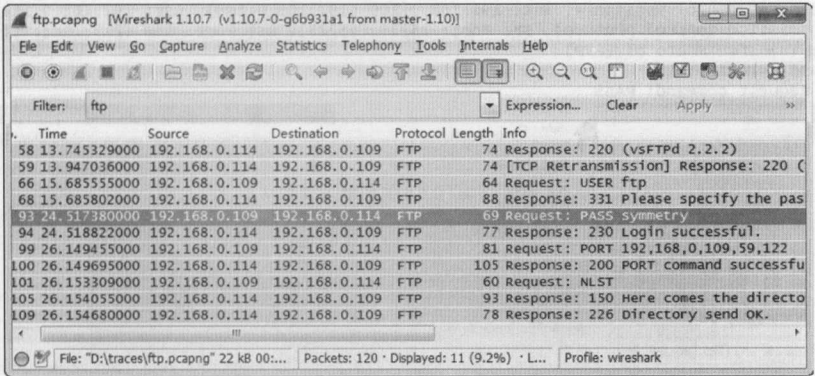 ftp.pcapng [Wireshark 1.10.7 (v1.10.7-0-g6b931a1 from master-1.10)]
File Edit View Go Capture Analyze Statistics Telephony Tools Internals Help
Filter: ftp Expression... Clear Apply »
. Time Source Destination Protocol Length Info
58 13.745329000 192.168.0.114 192.168.0.109 FTP 74 Response: 220 (vsFTPd 2.2.2)
59 13.947036000 192.168.0.114 192.168.0.109 FTP 74 [TCP Retransmission] Response: 220 (
66 15.685555000 192.168.0.109 192.168.0.114 FTP 64 Request: USER ftp
68 15.685802000 192.168.0.114 192.168.0.109 FTP 88 Response: 331 Please specify the pas
93 24.517380000 192.168.0.109 192.168.0.114 FTP 69 Request: PASS symmetry
94 24.518822000 192.168.0.114 192.168.0.109 FTP 77 Response: 230 Login successful.
99 26.149455000 192.168.0.109 192.168.0.114 FTP 81 Request: PORT 192,168,0,109,59,122
100 26.149695000 192.168.0.114 192.168.0.109 FTP 105 Response: 200 PORT command successfu
101 26.153309000 192.168.0.109 192.168.0.114 FTP 60 Request: NLST
105 26.154055000 192.168.0.114 192.168.0.109 FTP 93 Response: 150 Here comes the directo
109 26.154680000 192.168.0.114 192.168.0.109 FTP 78 Response: 226 Directory send OK.
File: "D:\traces\ftp.pcapng" 22 kB 00:... Packets: 120 · Displayed: 11 (9.2%) · L... Profile: wireshark